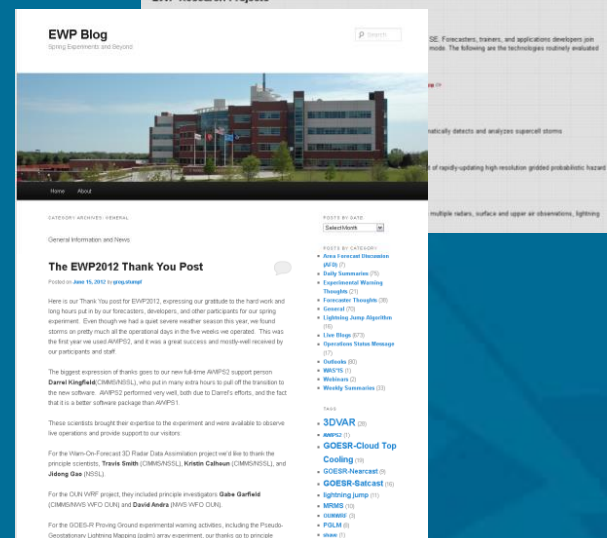 EWP Research Projects
EWP Blog
Spring Experiments and Beyond
Search
SE. Forecasters, trainers, and applications developers join
mode. The following are the technologies routinely evaluated
matically detects and analyzes supercell storms
t of rapidly-updating high-resolution gridded probabilistic hazard
multiple radars, surface and upper air observations, lightning
Home About
CATEGORY ARCHIVES: GENERAL
General Information and News.
The EWP2012 Thank You Post
Posted on June 15, 2012 by greg.stumpf
Here is our Thank You post for EWP2012, expressing our gratitude to the hard work and
long hours put in by our forecasters, developers, and other participants for our spring
experiment. Even though we had a quiet severe weather season this year, we found
storms on pretty much all the operational days in the five weeks we operated. This was
the first year we used AWIPS2, and it was a great success and mostly-well received by
our participants and staff
The biggest expression of thanks goes to our new full-time AWIPS2 support person
Darrel Kingfield(CIMMS/NSSL), who put in many extra hours to pull off the transition to
the new software. AWIPS2 performed very well, both due to Darrel's efforts, and the fact
that it is a better software package than AWIPS1.
These scientists brought their expertise to the experiment and were available to observe
live operations and provide support to our visitors.
For the Warn-On-Forecast 3D Radar Data Assimilation project we'd like to thank the
principle scientists, Travis Smith (CIMMS/NSSL), Kristin Calhoun (CIMMS/NSSL), and
Jidong Gao (NSSL).
For the OUN WRF project, they included principle investigators Gabe Garfield
(CIMMS/NWS WFO OUN) and David Andra (NWS WFO OUN).
For the GOES-R Proving Ground experimental warning activities, including the Pseudo-
Geostationary Lightning Mapping (pglm) array experiment, our thanks go to principle
POSTS BY DATE
Select Month
POSTS BY CATEGORY
Area Forecast Discussion
(AFD) (7)
Daily Summaries (75)
Experimental Warning
Thoughts (21)
Forecaster Thoughts (38)
General (70)
Lightning Jump Algorithm
(16)
Live Blogs (673)
Operations Status Message
(17)
Outlooks (80)
WAS*IS (1)
Webinars (2)
Weekly Summaries (33)
TAGS
3DVAR (28)
AWIPS2 (1)
GOESR-Cloud Top
Cooling (19)
GOESR-Nearcast (9)
GOESR-Satcast (16)
lightning jump (11)
MRMS (10)
OUNWRF (3)
PGLM (8)
shave (1)